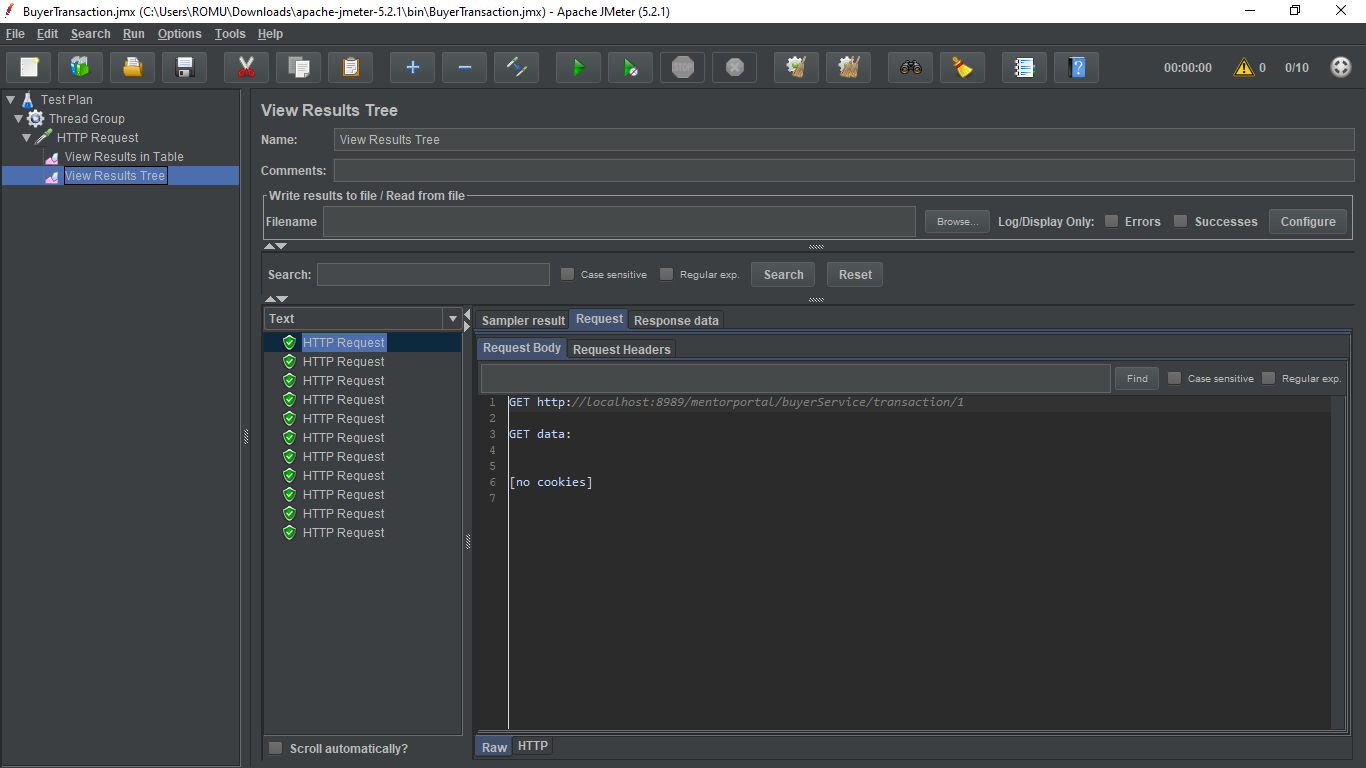 BuyerTransaction.jmx (C:\Users\ROMU\Downloads\apache-jmeter-5.2.1\bin\BuyerTransaction.jmx) - Apache JMeter (5.2.1)
File Edit Search Run Options Tools Help
STOP 00:00:00 0 0/10
Test Plan
Thread Group
HTTP Request
View Results in Table
View Results Tree
View Results Tree
Name: View Results Tree
Comments:
Write results to file / Read from file
Filename Browse... Log/Display Only: Errors Successes Configure
Search: Case sensitive Regular exp. Search Reset
Text
HTTP Request
HTTP Request
HTTP Request
HTTP Request
HTTP Request
HTTP Request
HTTP Request
HTTP Request
HTTP Request
HTTP Request
HTTP Request
Scroll automatically?
Sampler result Request Response data
Request Body Request Headers
Find Case sensitive Regular exp.
1 GET http://localhost:8989/mentorportal/buyerService/transaction/1
2
3 GET data:
4
5
6 [no cookies]
7
Raw HTTP